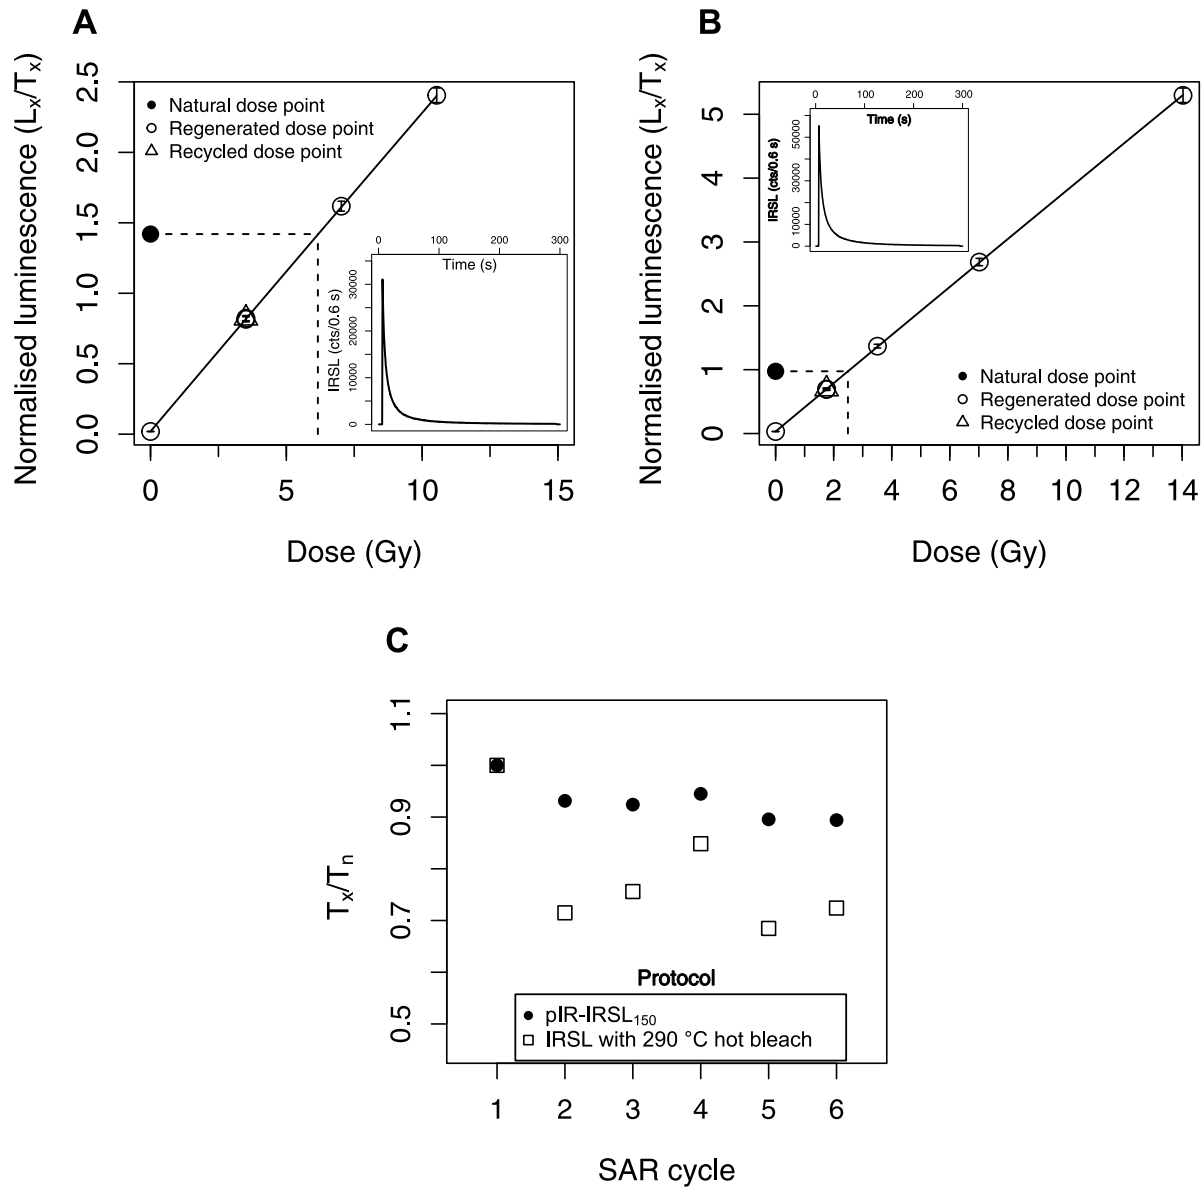 A
Normalised luminescence (Lx/Tx)
2.5
2.0
1.5
1.0
0.5
0.0
Natural dose point
Regenerated dose point
Recycled dose point
0 100 200 300
Time (s)
IRSL (cts/0.6 s)
30000
20000
10000
0
0 5 10 15
Dose (Gy)
B
Normalised luminescence (Lx/Tx)
5
4
3
2
1
0
0 100 300
Time (s)
IRSL (cts/0.6 s)
50000
30000
10000
0
Natural dose point
Regenerated dose point
Recycled dose point
0 2 4 6 8 10 12 14
Dose (Gy)
C
Tx/Tn
1.1
0.9
0.7
0.5
Protocol
pIR-IRSL150
IRSL with 290 °C hot bleach
1 2 3 4 5 6
SAR cycle